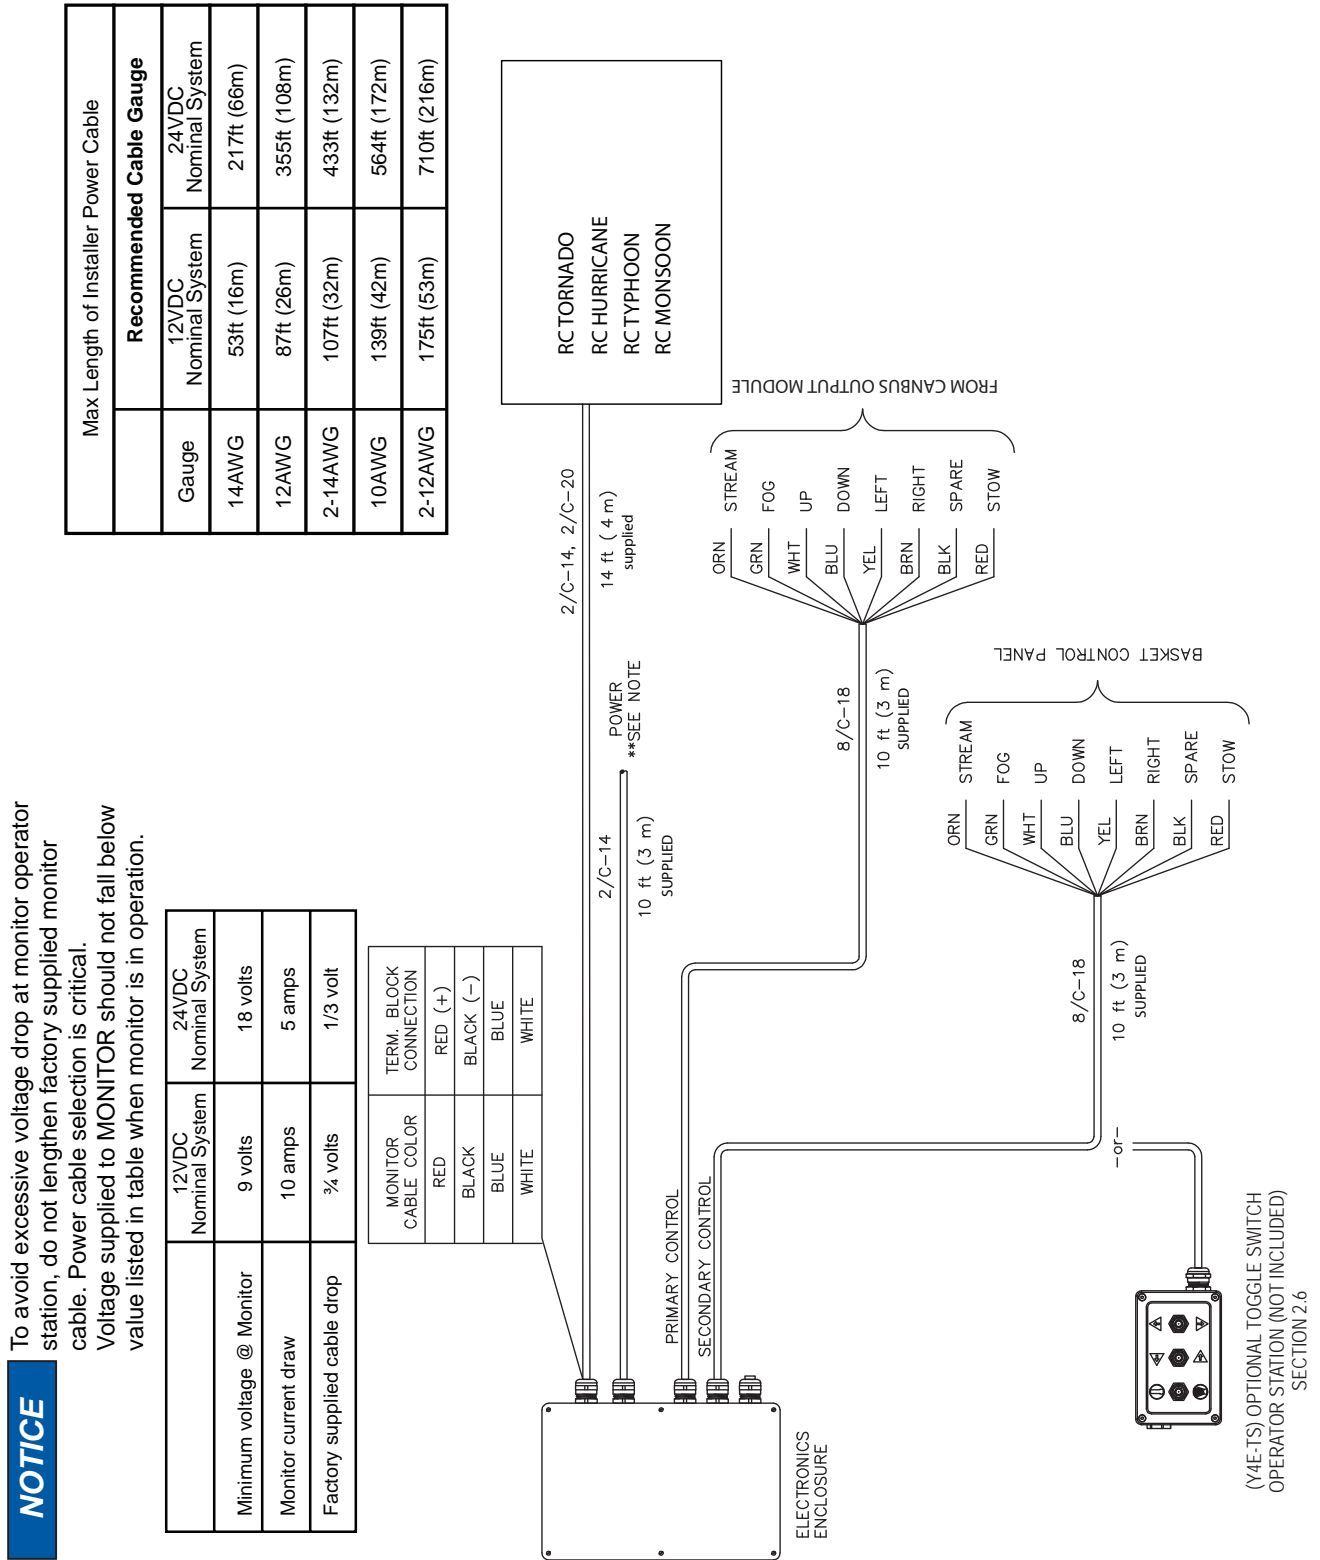 NOTICE
To avoid excessive voltage drop at monitor operator
station, do not lengthen factory supplied monitor
cable. Power cable selection is critical.
Voltage supplied to MONITOR should not fall below
value listed in table when monitor is in operation.
12VDC Nominal System 24VDC Nominal System
Minimum voltage @ Monitor 9 volts 18 volts
Monitor current draw 10 amps 5 amps
Factory supplied cable drop ¾ volts 1/3 volt
Max Length of Installer Power Cable
Recommended Cable Gauge
Gauge 12VDC Nominal System 24VDC Nominal System
14AWG 53ft (16m) 217ft (66m)
12AWG 87ft (26m) 355ft (108m)
2-14AWG 107ft (32m) 433ft (132m)
10AWG 139ft (42m) 564ft (172m)
2-12AWG 175ft (53m) 710ft (216m)
MONITOR CABLE COLOR TERM. BLOCK CONNECTION
RED RED (+)
BLACK BLACK (−)
BLUE BLUE
WHITE WHITE
2/C−14, 2/C−20
14 ft ( 4 m)
supplied
RC TORNADO
RC HURRICANE
RC TYPHOON
RC MONSOON
2/C−14
10 ft (3 m)
SUPPLIED
POWER
**SEE NOTE
PRIMARY CONTROL
8/C−18
10 ft (3 m)
SUPPLIED
ORN STREAM
GRN FOG
WHT UP
BLU DOWN
YEL LEFT
BRN RIGHT
BLK SPARE
RED STOW
FROM CANBUS OUTPUT MODULE
SECONDARY CONTROL
8/C−18
10 ft (3 m)
SUPPLIED
ORN STREAM
GRN FOG
WHT UP
BLU DOWN
YEL LEFT
BRN RIGHT
BLK SPARE
RED STOW
BASKET CONTROL PANEL
−or−
ELECTRONICS
ENCLOSURE
(Y4E-TS) OPTIONAL TOGGLE SWITCH
OPERATOR STATION (NOT INCLUDED)
SECTION 2.6